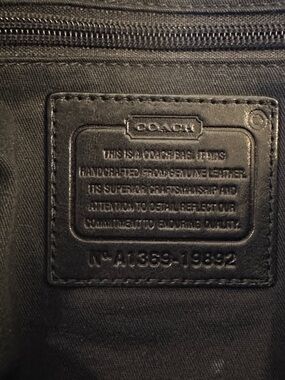 COACH
THIS IS A COACH BAG. IT WAS
HANDCRAFTED FROM GENUINE LEATHER.
ITS SUPERIOR CRAFTSMANSHIP AND
ATTENTION TO DETAIL REFLECT OUR
COMMITMENT TO ENDURING QUALITY.
Nº A1369-19892